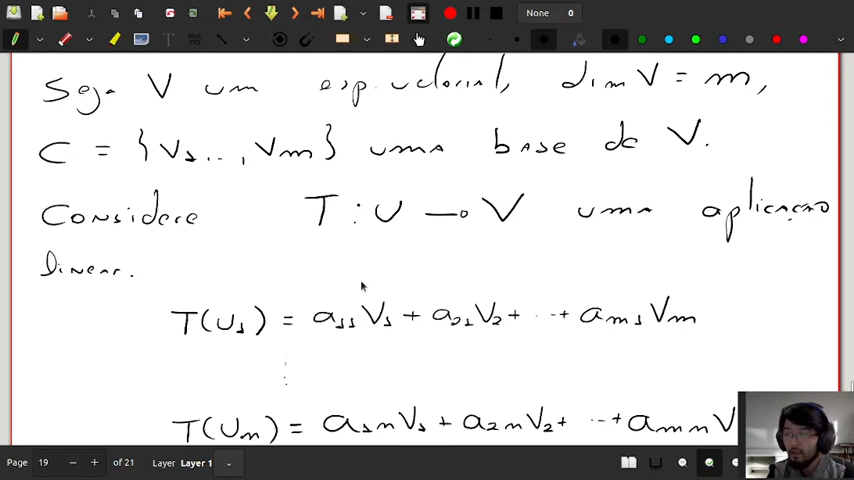 None 0
Seja V um esp. vetorial, dim V = m,
C = {V1, ..., Vm} uma base de V.
Considere T : U → V uma aplicação
linear.
T(U1) = a11V1 + a21V2 + ... + am1Vm
⋮
T(Un) = a1nV1 + a2nV2 + ... + amnV
Page 19 of 21 Layer Layer 1